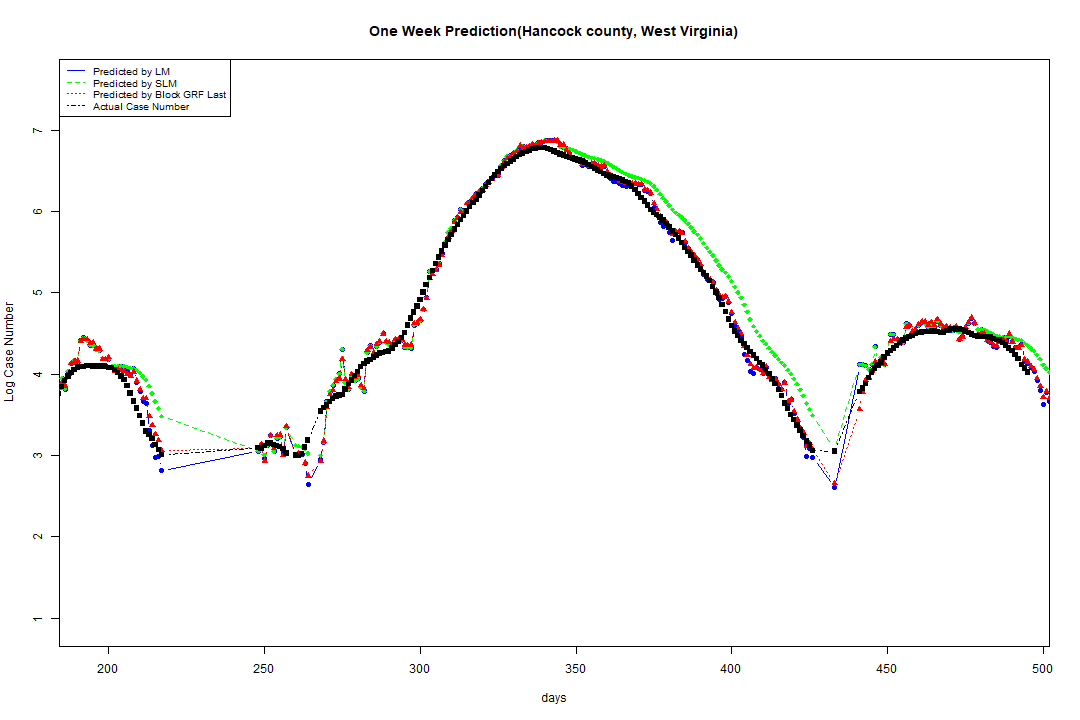 One Week Prediction(Hancock county, West Virginia)
Predicted by LM
Predicted by SLM
Predicted by Block GRF Last
Actual Case Number
7
6
5
4
3
2
1
Log Case Number
200 250 300 350 400 450 500
days